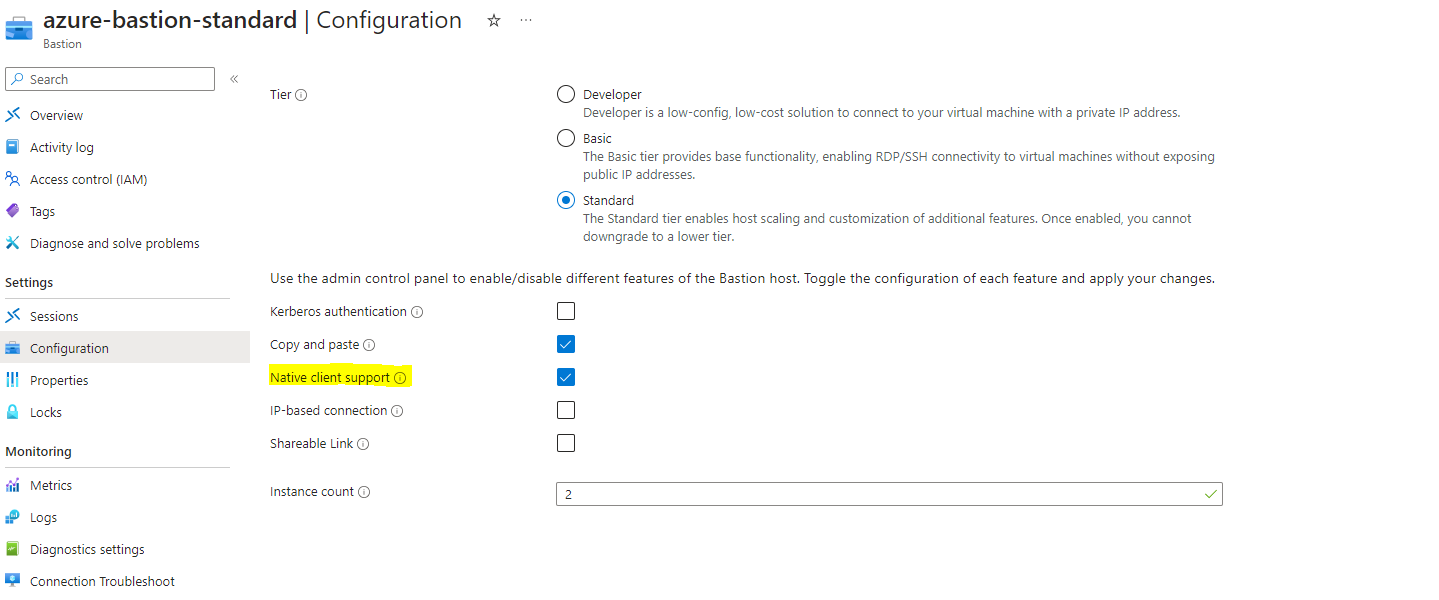 azure-bastion-standard | Configuration
Bastion
Search
Overview
Activity log
Access control (IAM)
Tags
Diagnose and solve problems
Settings
Sessions
Configuration
Properties
Locks
Monitoring
Metrics
Logs
Diagnostics settings
Connection Troubleshoot
Tier
Developer
Developer is a low-config, low-cost solution to connect to your virtual machine with a private IP address.
Basic
The Basic tier provides base functionality, enabling RDP/SSH connectivity to virtual machines without exposing
public IP addresses.
Standard
The Standard tier enables host scaling and customization of additional features. Once enabled, you cannot
downgrade to a lower tier.
Use the admin control panel to enable/disable different features of the Bastion host. Toggle the configuration of each feature and apply your changes.
Kerberos authentication
Copy and paste
Native client support
IP-based connection
Shareable Link
Instance count
2